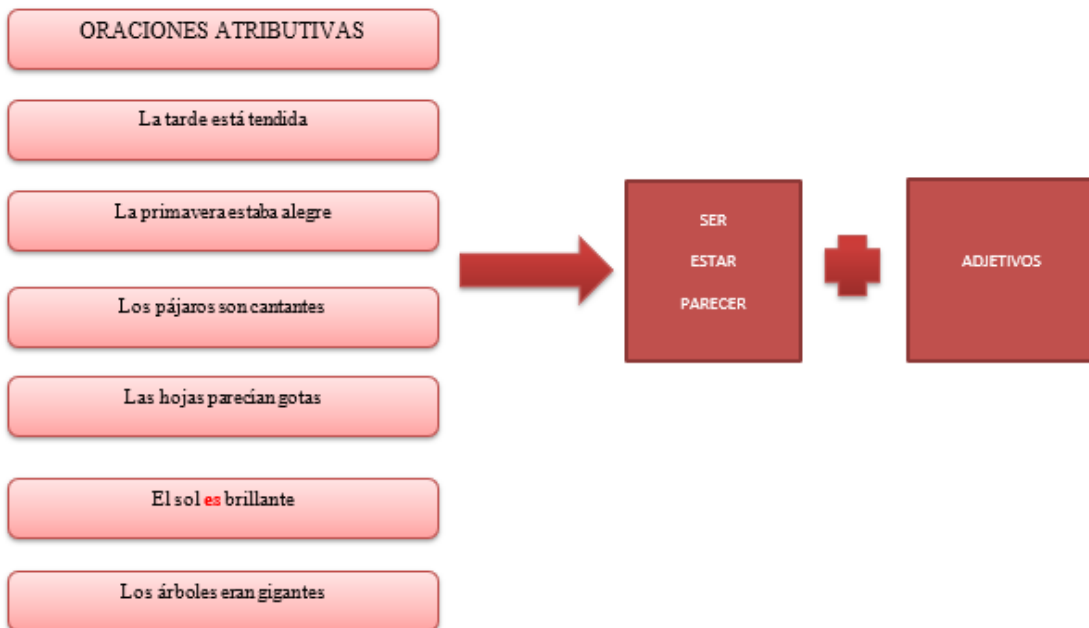 ORACIONES ATRIBUTIVAS
La tarde está tendida
La primavera estaba alegre
Los pájaros son cantantes
Las hojas parecían gotas
El sol es brillante
Los árboles eran gigantes
SER
ESTAR
PARECER
ADJETIVOS